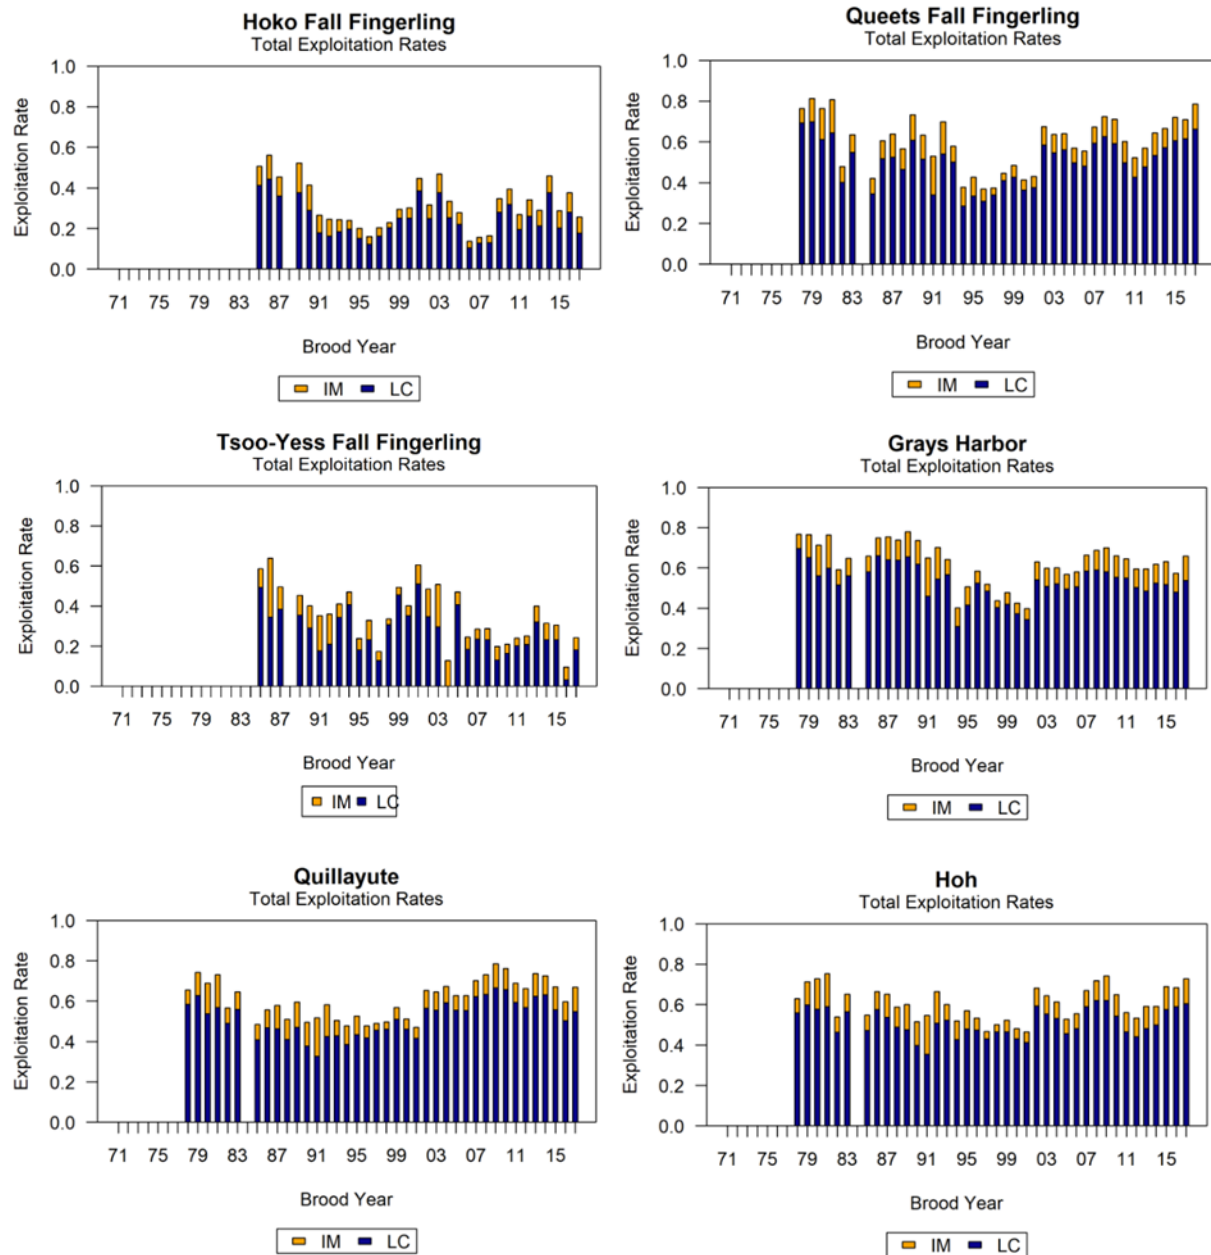 Hoko Fall Fingerling
Total Exploitation Rates
Exploitation Rate
1.0
0.8
0.6
0.4
0.2
0.0
71 75 79 83 87 91 95 99 03 07 11 15
Brood Year
IM LC
Queets Fall Fingerling
Total Exploitation Rates
Exploitation Rate
1.0
0.8
0.6
0.4
0.2
0.0
71 75 79 83 87 91 95 99 03 07 11 15
Brood Year
IM LC
Tsoo-Yess Fall Fingerling
Total Exploitation Rates
Exploitation Rate
1.0
0.8
0.6
0.4
0.2
0.0
71 75 79 83 87 91 95 99 03 07 11 15
Brood Year
IM LC
Grays Harbor
Total Exploitation Rates
Exploitation Rate
1.0
0.8
0.6
0.4
0.2
0.0
71 75 79 83 87 91 95 99 03 07 11 15
Brood Year
IM LC
Quillayute
Total Exploitation Rates
Exploitation Rate
1.0
0.8
0.6
0.4
0.2
0.0
71 75 79 83 87 91 95 99 03 07 11 15
Brood Year
IM LC
Hoh
Total Exploitation Rates
Exploitation Rate
1.0
0.8
0.6
0.4
0.2
0.0
71 75 79 83 87 91 95 99 03 07 11 15
Brood Year
IM LC